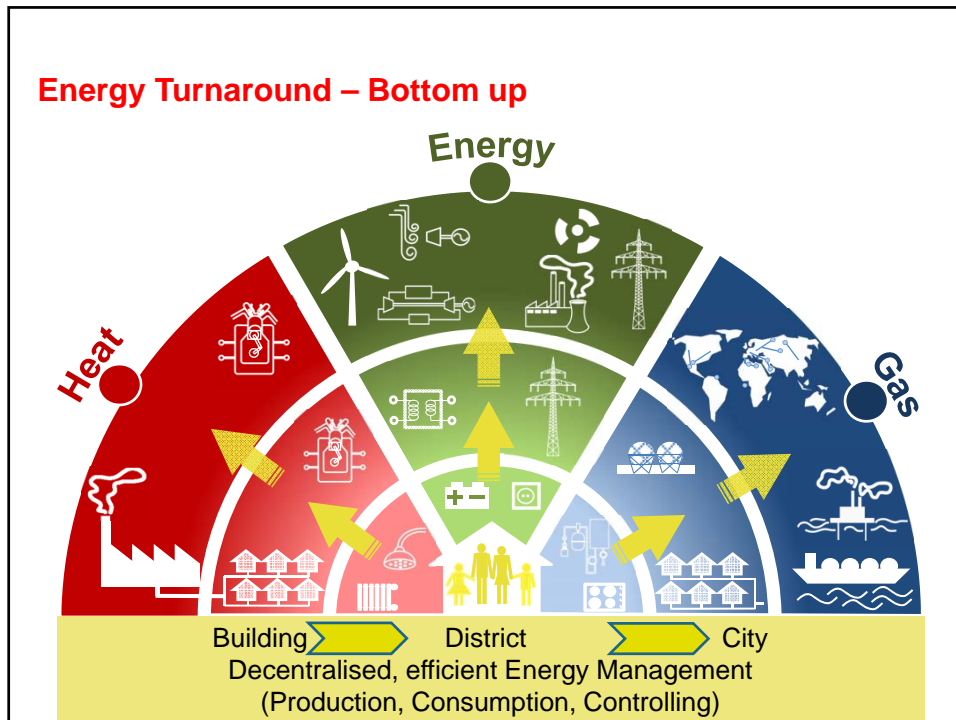 Energy Turnaround – Bottom up
Energy
Heat
Gas
Building District City
Decentralised, efficient Energy Management
(Production, Consumption, Controlling)